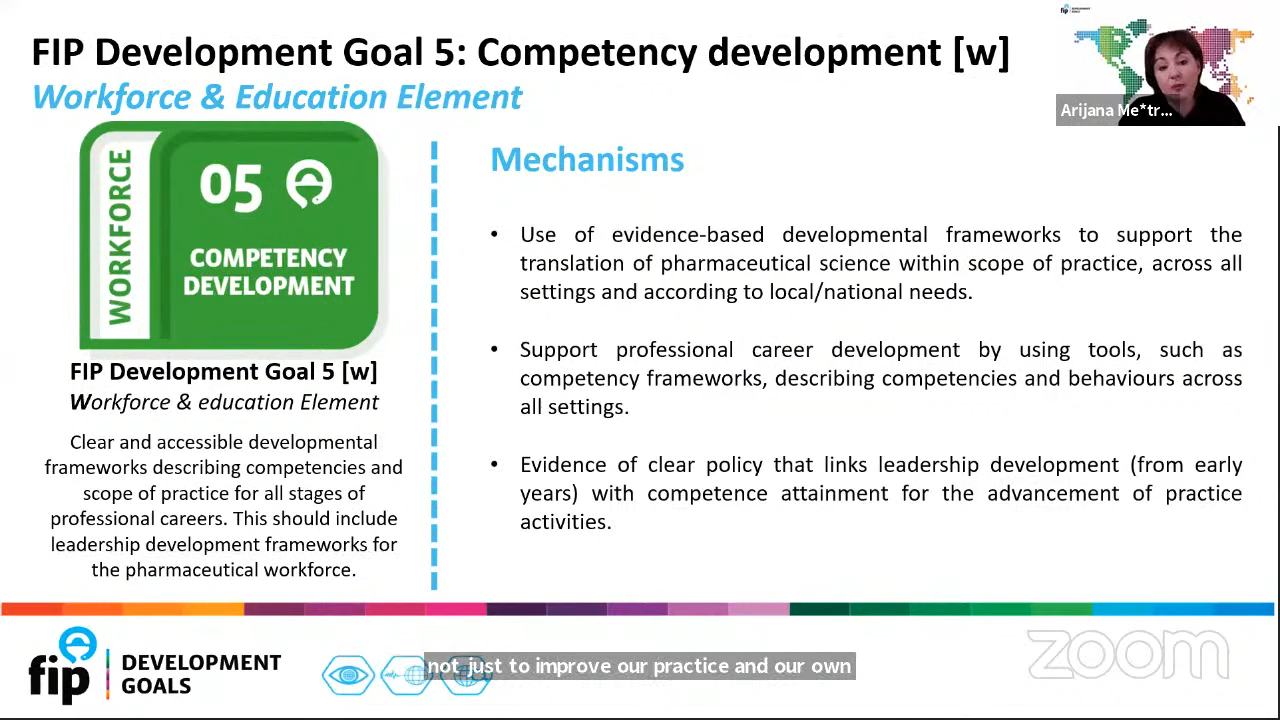 FIP Development Goal 5: Competency development [w]
Workforce & Education Element
fip DEVELOPMENT
GOALS
Arijana Me*tr...
WORKFORCE
05
COMPETENCY
DEVELOPMENT
FIP Development Goal 5 [w]
Workforce & education Element
Clear and accessible developmental
frameworks describing competencies and
scope of practice for all stages of
professional careers. This should include
leadership development frameworks for
the pharmaceutical workforce.
Mechanisms
• Use of evidence-based developmental frameworks to support the
translation of pharmaceutical science within scope of practice, across all
settings and according to local/national needs.
• Support professional career development by using tools, such as
competency frameworks, describing competencies and behaviours across
all settings.
• Evidence of clear policy that links leadership development (from early
years) with competence attainment for the advancement of practice
activities.
fip DEVELOPMENT
GOALS
not just to improve our practice and our own
zoom